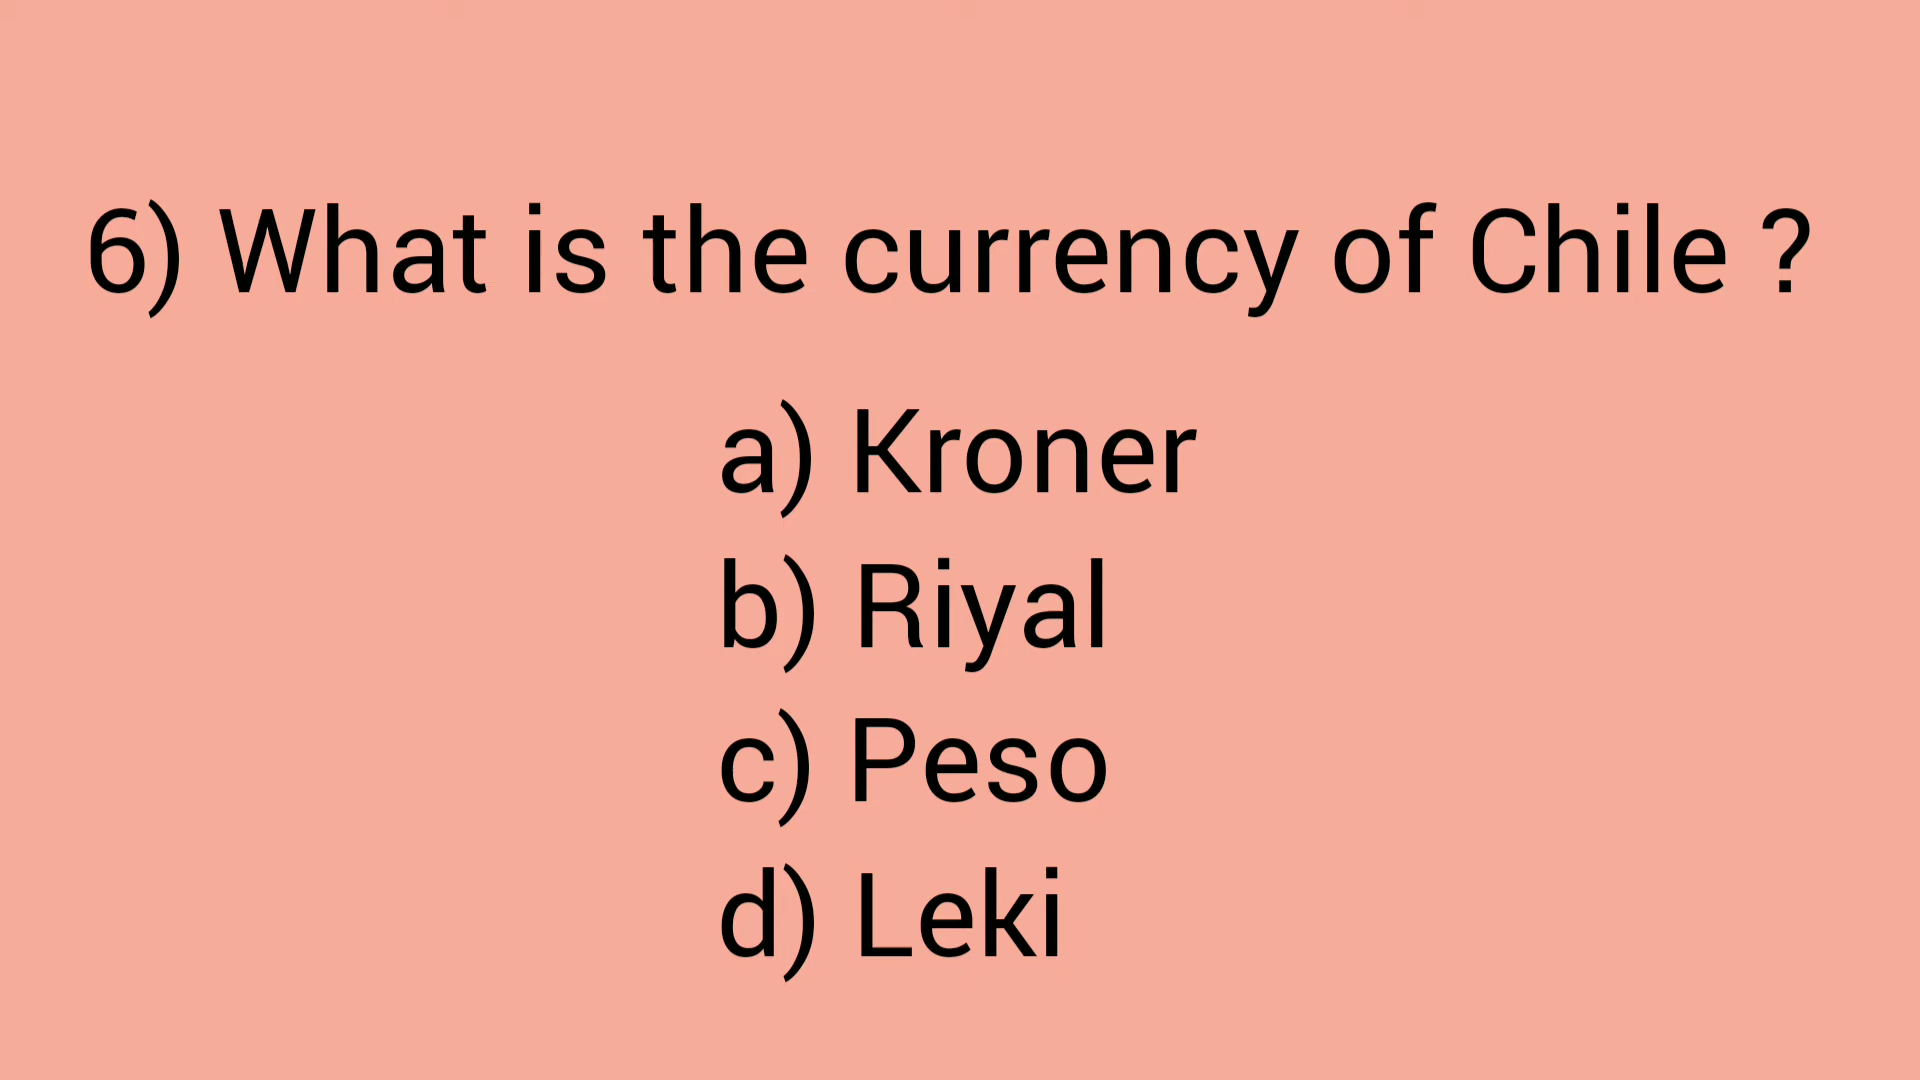 6) What is the currency of Chile ?
a) Kroner
b) Riyal
c) Peso
d) Leki